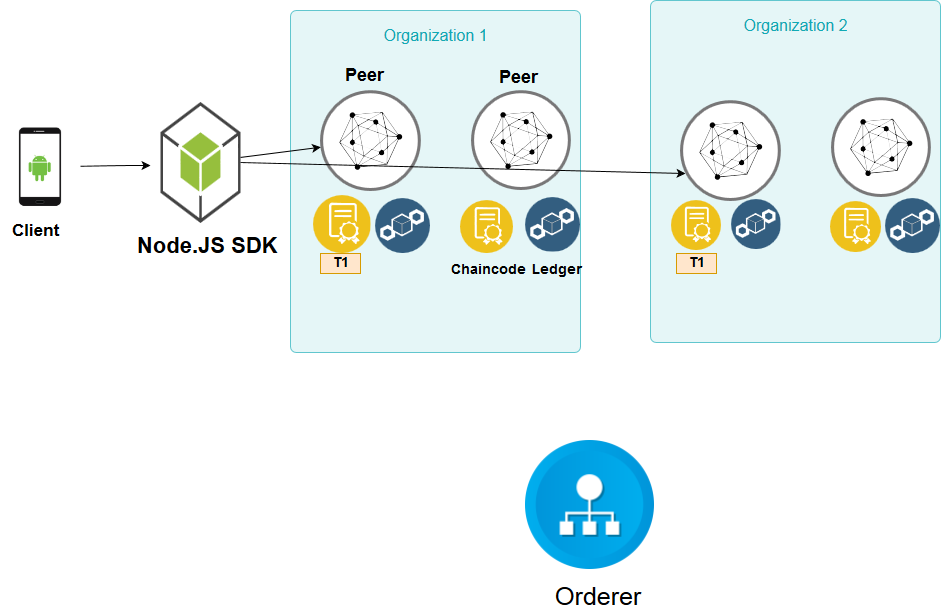 Organization 1
Organization 2
Peer
Peer
Client
Node.JS SDK
T1
Chaincode
Ledger
T1
Orderer